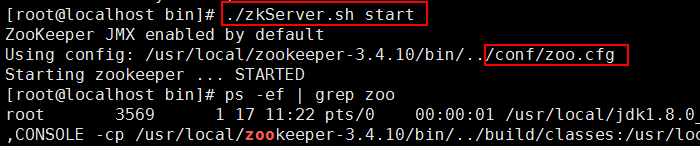 [root@localhost bin]# ./zkServer.sh start
ZooKeeper JMX enabled by default
Using config: /usr/local/zookeeper-3.4.10/bin/../conf/zoo.cfg
Starting zookeeper ... STARTED
[root@localhost bin]# ps -ef | grep zoo
root      3569     1 17 11:22 pts/0    00:00:01 /usr/local/jdk1.8.0_
,CONSOLE -cp /usr/local/zookeeper-3.4.10/bin/../build/classes:/usr/lo